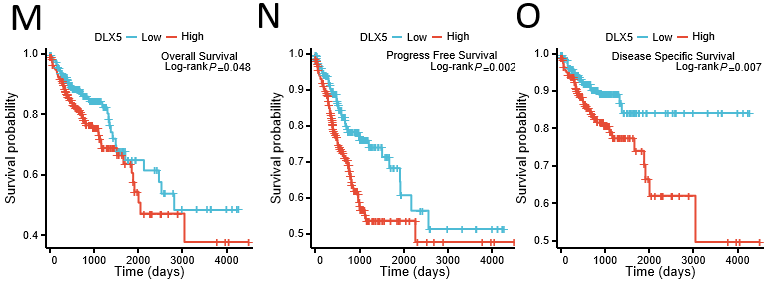 M
DLX5 Low High
Overall Survival
Log-rank P=0.048
Survival probability
1.0
0.8
0.6
0.4
0 1000 2000 3000 4000
Time (days)
N
DLX5 Low High
Progress Free Survival
Log-rank P=0.002
Survival probability
1.0
0.9
0.8
0.7
0.6
0.5
0 1000 2000 3000 4000
Time (days)
O
DLX5 Low High
Disease Specific Survival
Log-rank P=0.007
Survival probability
1.0
0.9
0.8
0.7
0.6
0.5
0 1000 2000 3000 4000
Time (days)